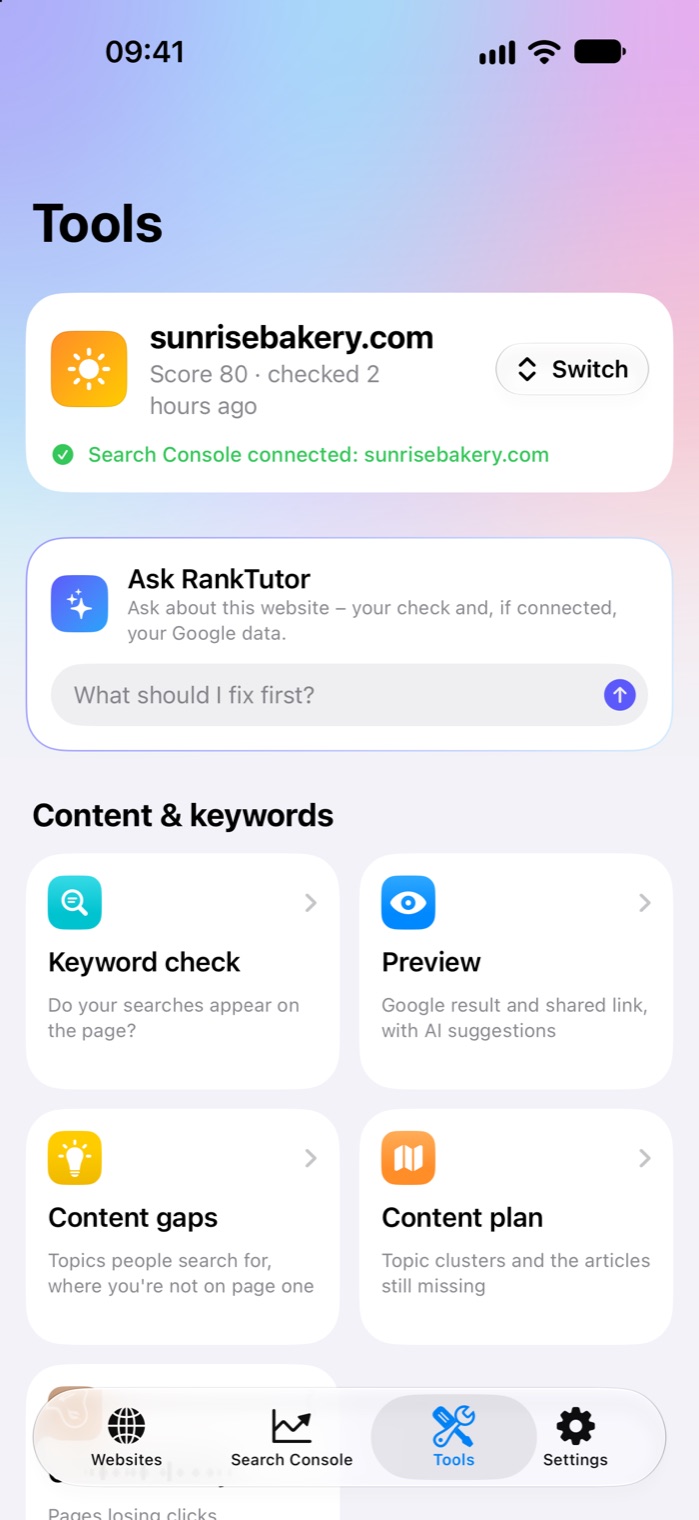 09:41
Tools
sunrisebakery.com
Score 80 · checked 2
hours ago
Switch
Search Console connected: sunrisebakery.com
Ask RankTutor
Ask about this website – your check and, if connected,
your Google data.
What should I fix first?
Content & keywords
Keyword check
Do your searches appear on
the page?
Preview
Google result and shared link,
with AI suggestions
Content gaps
Topics people search for,
where you're not on page one
Content plan
Topic clusters and the articles
still missing
Websites
Search Console
Tools
Settings
Pages losing clicks